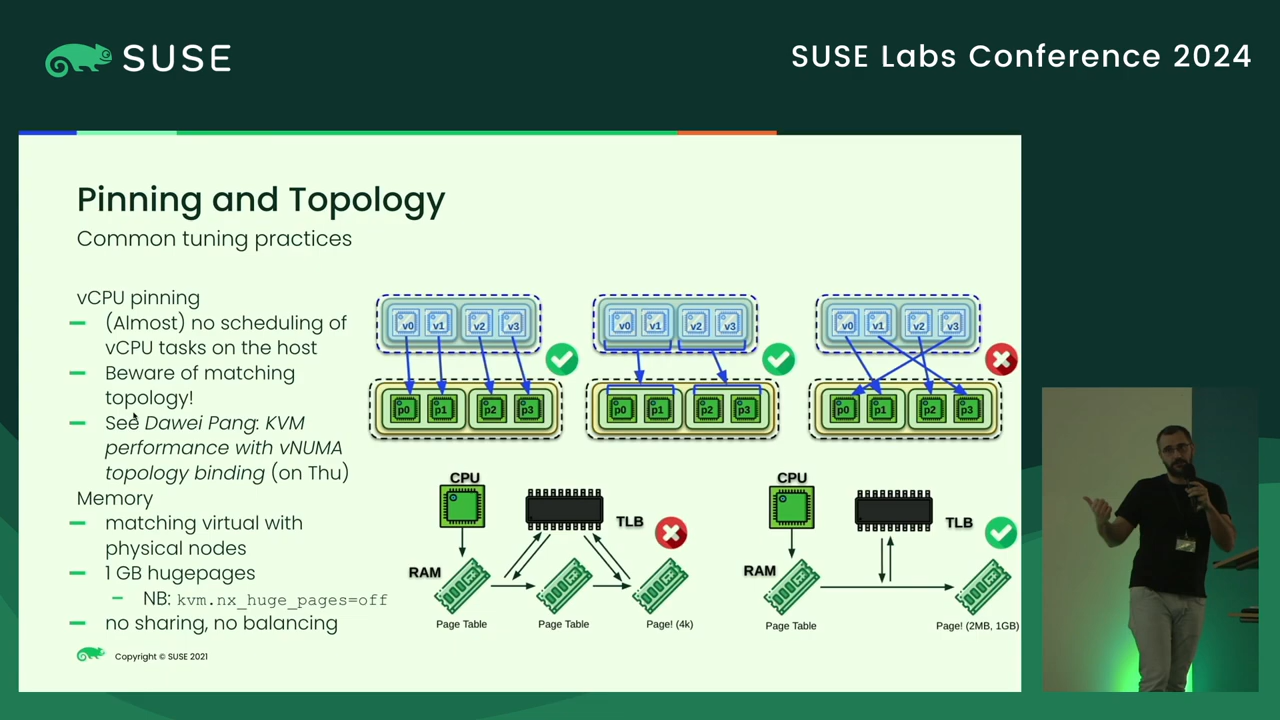 SUSE
SUSE Labs Conference 2024
Pinning and Topology
Common tuning practices
vCPU pinning
(Almost) no scheduling of
vCPU tasks on the host
Beware of matching
topology!
See Dawei Pang: KVM
performance with vNUMA
topology binding (on Thu)
Memory
matching virtual with
physical nodes
1 GB hugepages
NB: kvm.nx_huge_pages=off
no sharing, no balancing
v0 v1 v2 v3
p0 p1 p2 p3
v0 v1 v2 v3
p0 p1 p2 p3
v0 v1 v2 v3
p0 p1 p2 p3
CPU
TLB
RAM
Page Table
Page Table
Page! (4k)
CPU
TLB
RAM
Page Table
Page! (2MB, 1GB)
Copyright © SUSE 2021